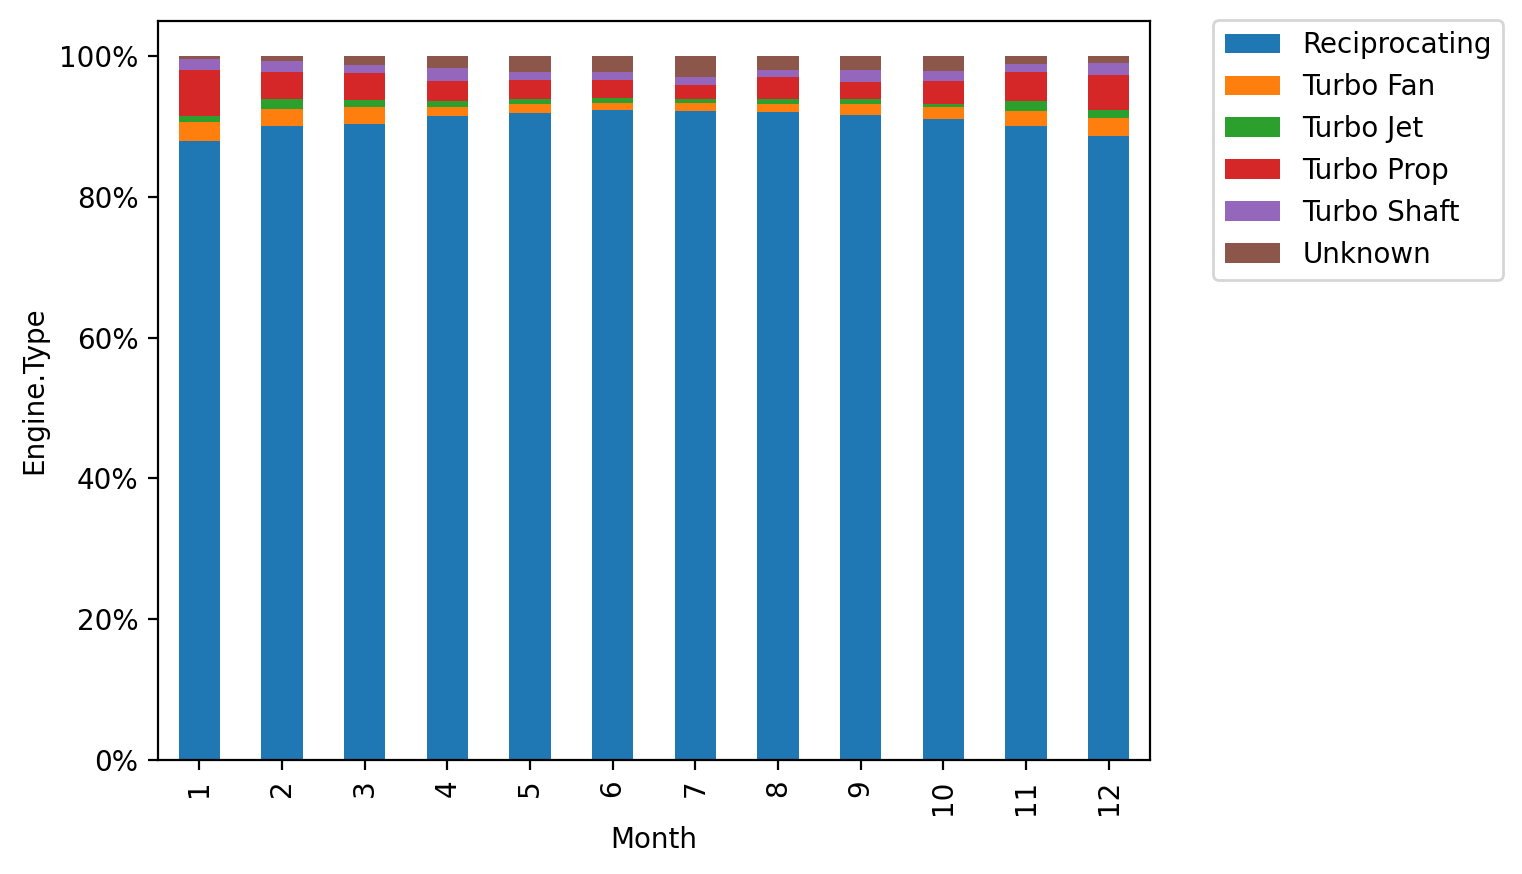 100%
80%
60%
40%
20%
0%
Engine.Type
1
2
3
4
5
6
7
8
9
10
11
12
Month
Reciprocating
Turbo Fan
Turbo Jet
Turbo Prop
Turbo Shaft
Unknown